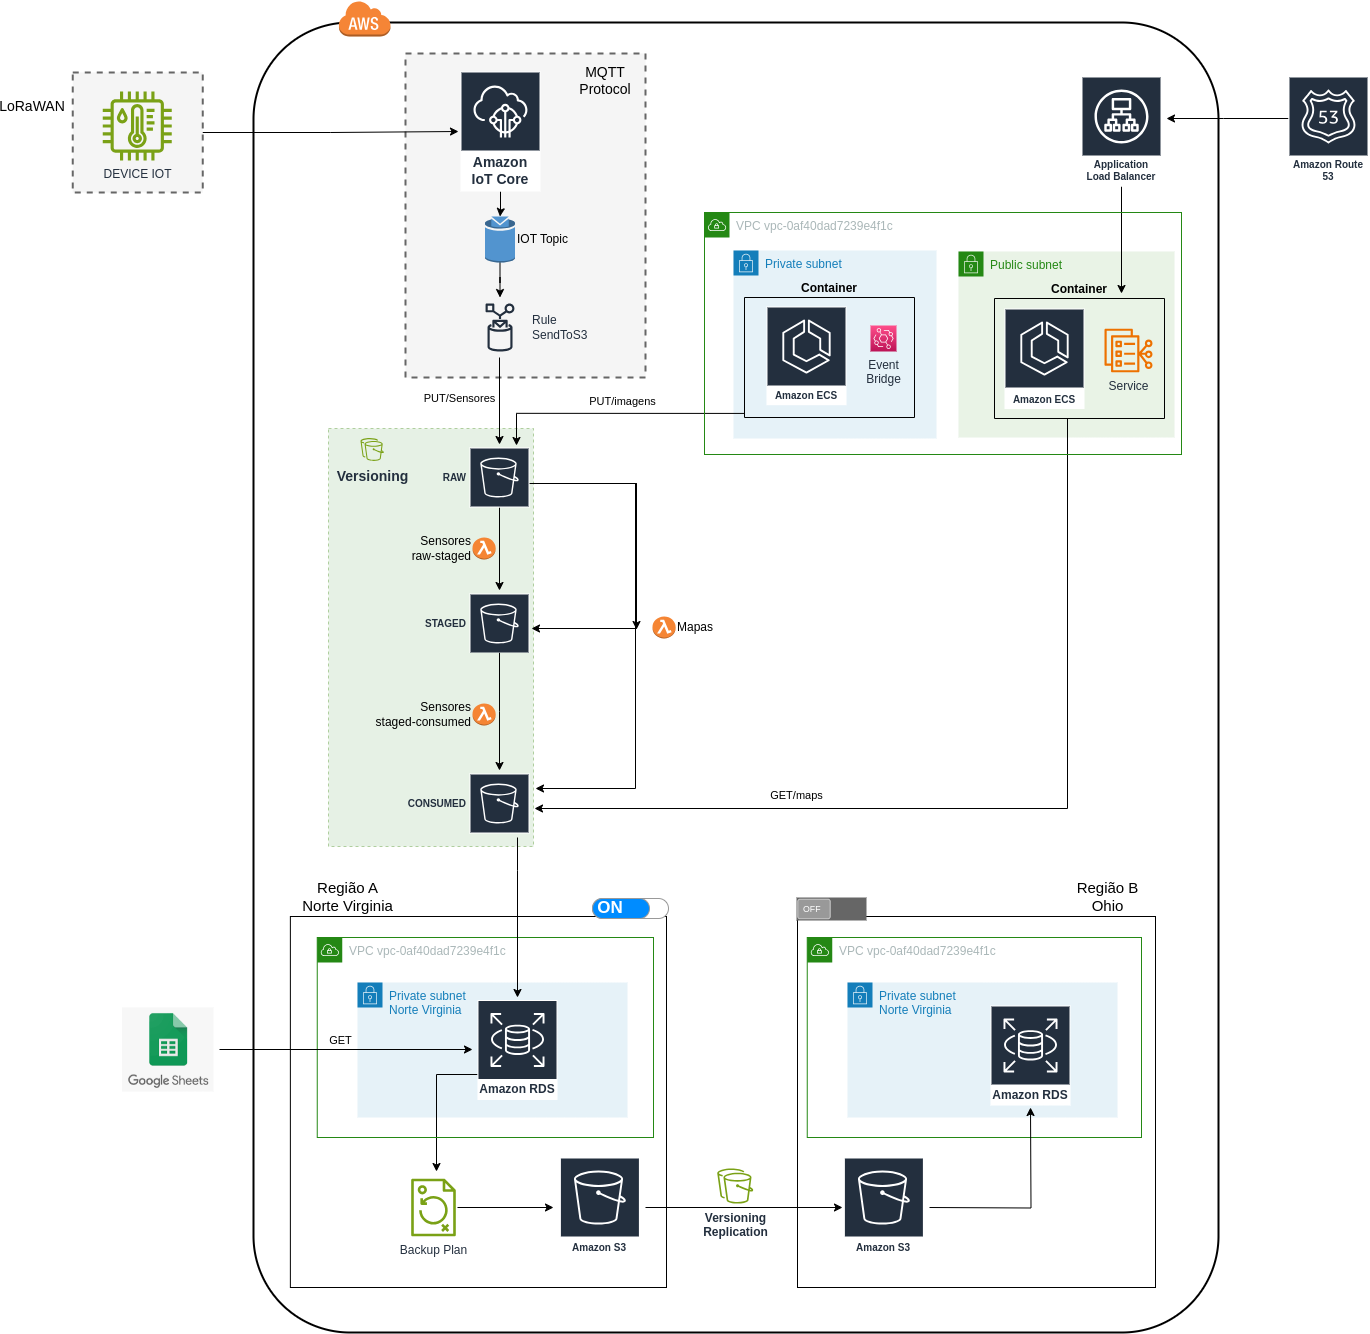 AWS
LoRaWAN
DEVICE IOT
MQTT
Protocol
Amazon
IoT Core
IOT Topic
Rule
SendToS3
Application
Load Balancer
53
Amazon Route
53
VPC vpc-0af40dad7239e4f1c
Private subnet
Container
Amazon ECS
Event
Bridge
Public subnet
Container
Amazon ECS
Service
PUT/Sensores
PUT/imagens
Versioning
RAW
Sensores
raw-staged
STAGED
Mapas
Sensores
staged-consumed
CONSUMED
GET/maps
Região A
Norte Virginia
ON
VPC vpc-0af40dad7239e4f1c
Private subnet
Norte Virginia
Amazon RDS
GET
Google Sheets
Backup Plan
Amazon S3
Versioning
Replication
Região B
Ohio
OFF
VPC vpc-0af40dad7239e4f1c
Private subnet
Norte Virginia
Amazon RDS
Amazon S3